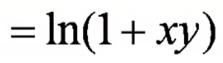 = ln(1 + xy)